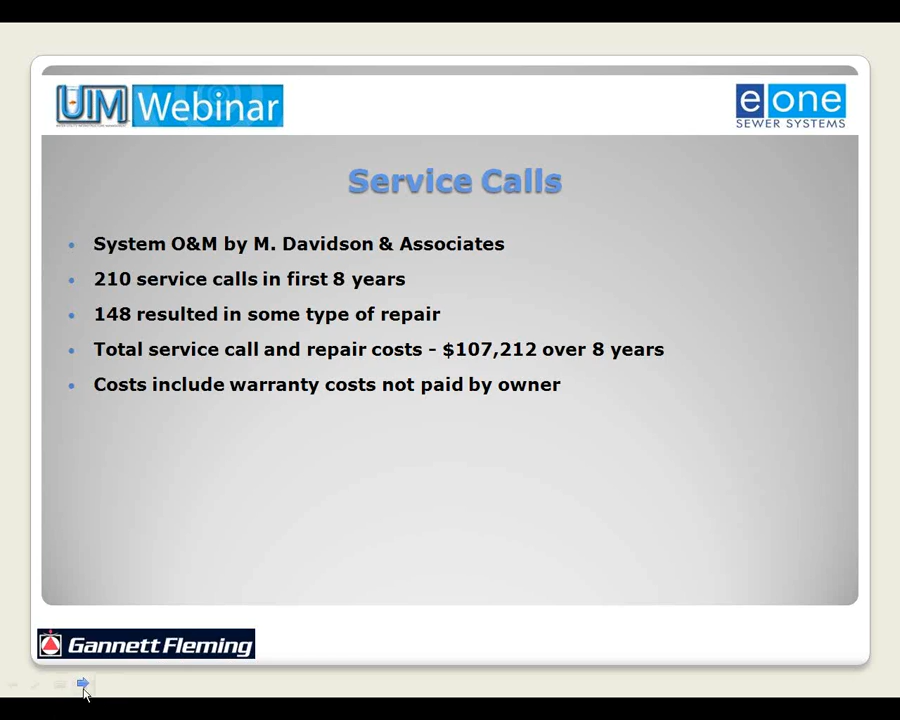 UIM Webinar
e one
SEWER SYSTEMS
Service Calls
• System O&M by M. Davidson & Associates
• 210 service calls in first 8 years
• 148 resulted in some type of repair
• Total service call and repair costs - $107,212 over 8 years
• Costs include warranty costs not paid by owner
Gannett Fleming